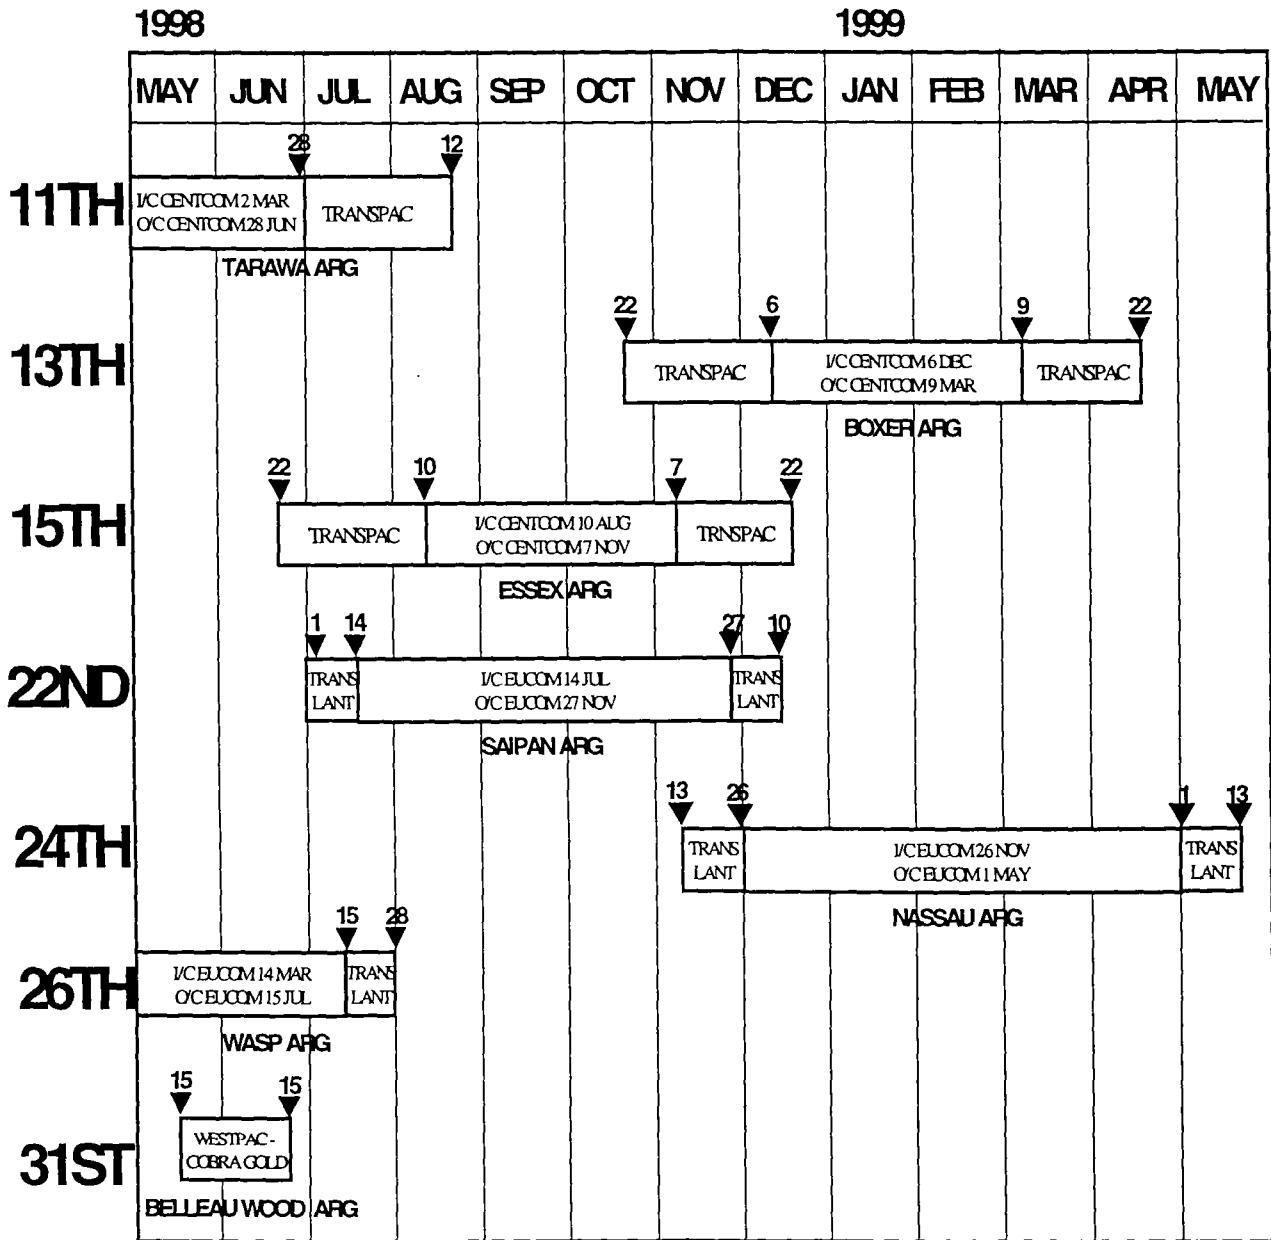 1998 1999
MAY JUN JUL AUG SEP OCT NOV DEC JAN FEB MAR APR MAY
28 12
11TH
I/C CENTCOM 2 MAR
O/C CENTCOM 28 JUN
TRANSPAC
TARAWA ARG
22 6 9 22
13TH
TRANSPAC
I/C CENTCOM 6 DEC
O/C CENTCOM 9 MAR
TRANSPAC
BOXER ARG
22 10 7 22
15TH
TRANSPAC
I/C CENTCOM 10 AUG
O/C CENTCOM 7 NOV
TRNSPAC
ESSEX ARG
1 14 27 10
22ND
TRANS
LANT
I/C EUCOM 14 JUL
O/C EUCOM 27 NOV
TRANS
LANT
SAIPAN ARG
13 26 1 13
24TH
TRANS
LANT
I/C EUCOM 26 NOV
O/C EUCOM 1 MAY
TRANS
LANT
NASSAU ARG
15 28
26TH
I/C EUCOM 14 MAR
O/C EUCOM 15 JUL
TRANS
LANT
WASP ARG
15 15
31ST
WESTPAC -
COBRA GOLD
BELLEAU WOOD ARG